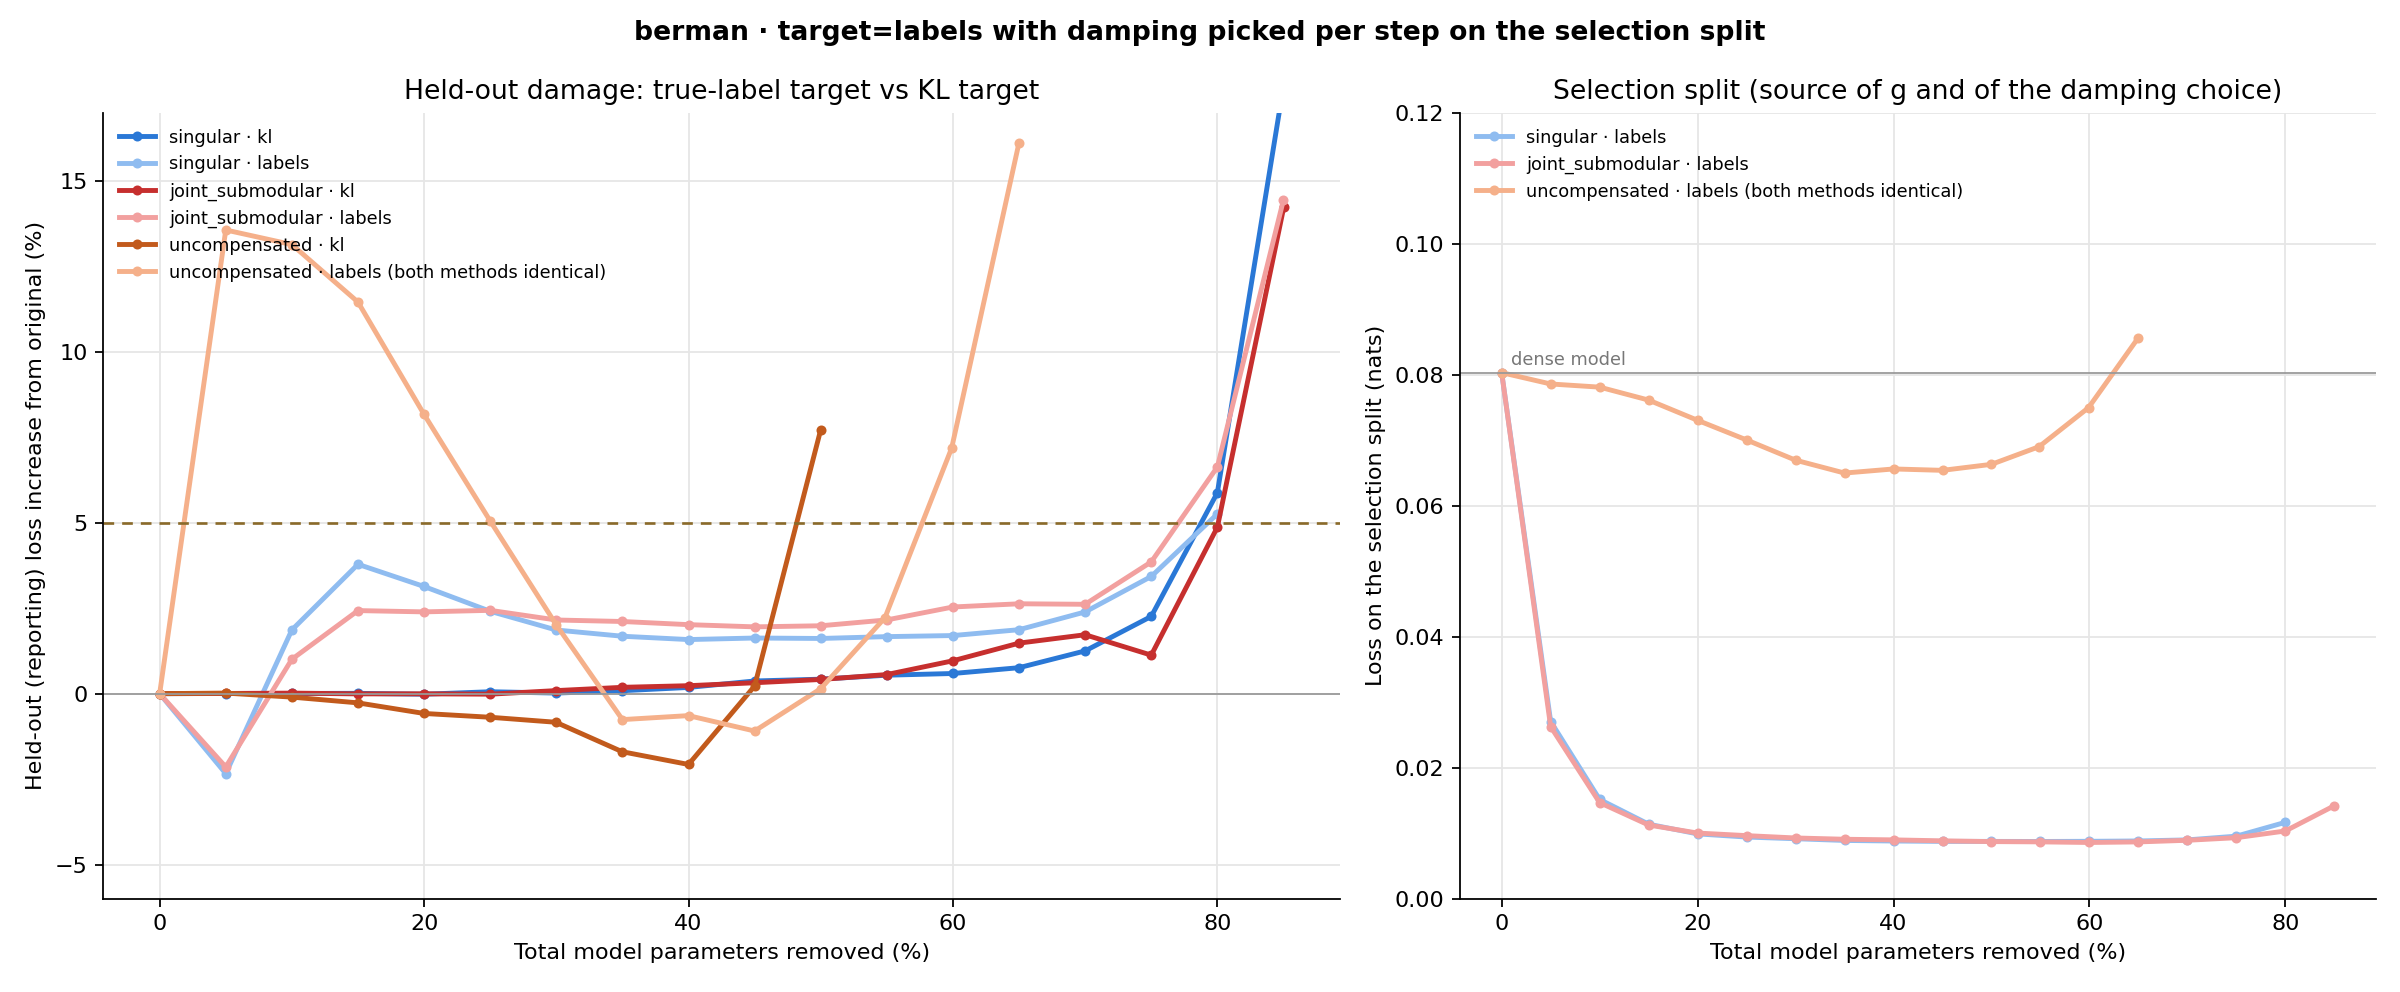 berman · target=labels with damping picked per step on the selection split
Held-out damage: true-label target vs KL target
Held-out (reporting) loss increase from original (%)
15
10
5
0
−5
singular · kl
singular · labels
joint_submodular · kl
joint_submodular · labels
uncompensated · kl
uncompensated · labels (both methods identical)
0
20
40
60
80
Total model parameters removed (%)
Selection split (source of g and of the damping choice)
Loss on the selection split (nats)
0.12
0.10
0.08
0.06
0.04
0.02
0.00
singular · labels
joint_submodular · labels
uncompensated · labels (both methods identical)
dense model
0
20
40
60
80
Total model parameters removed (%)